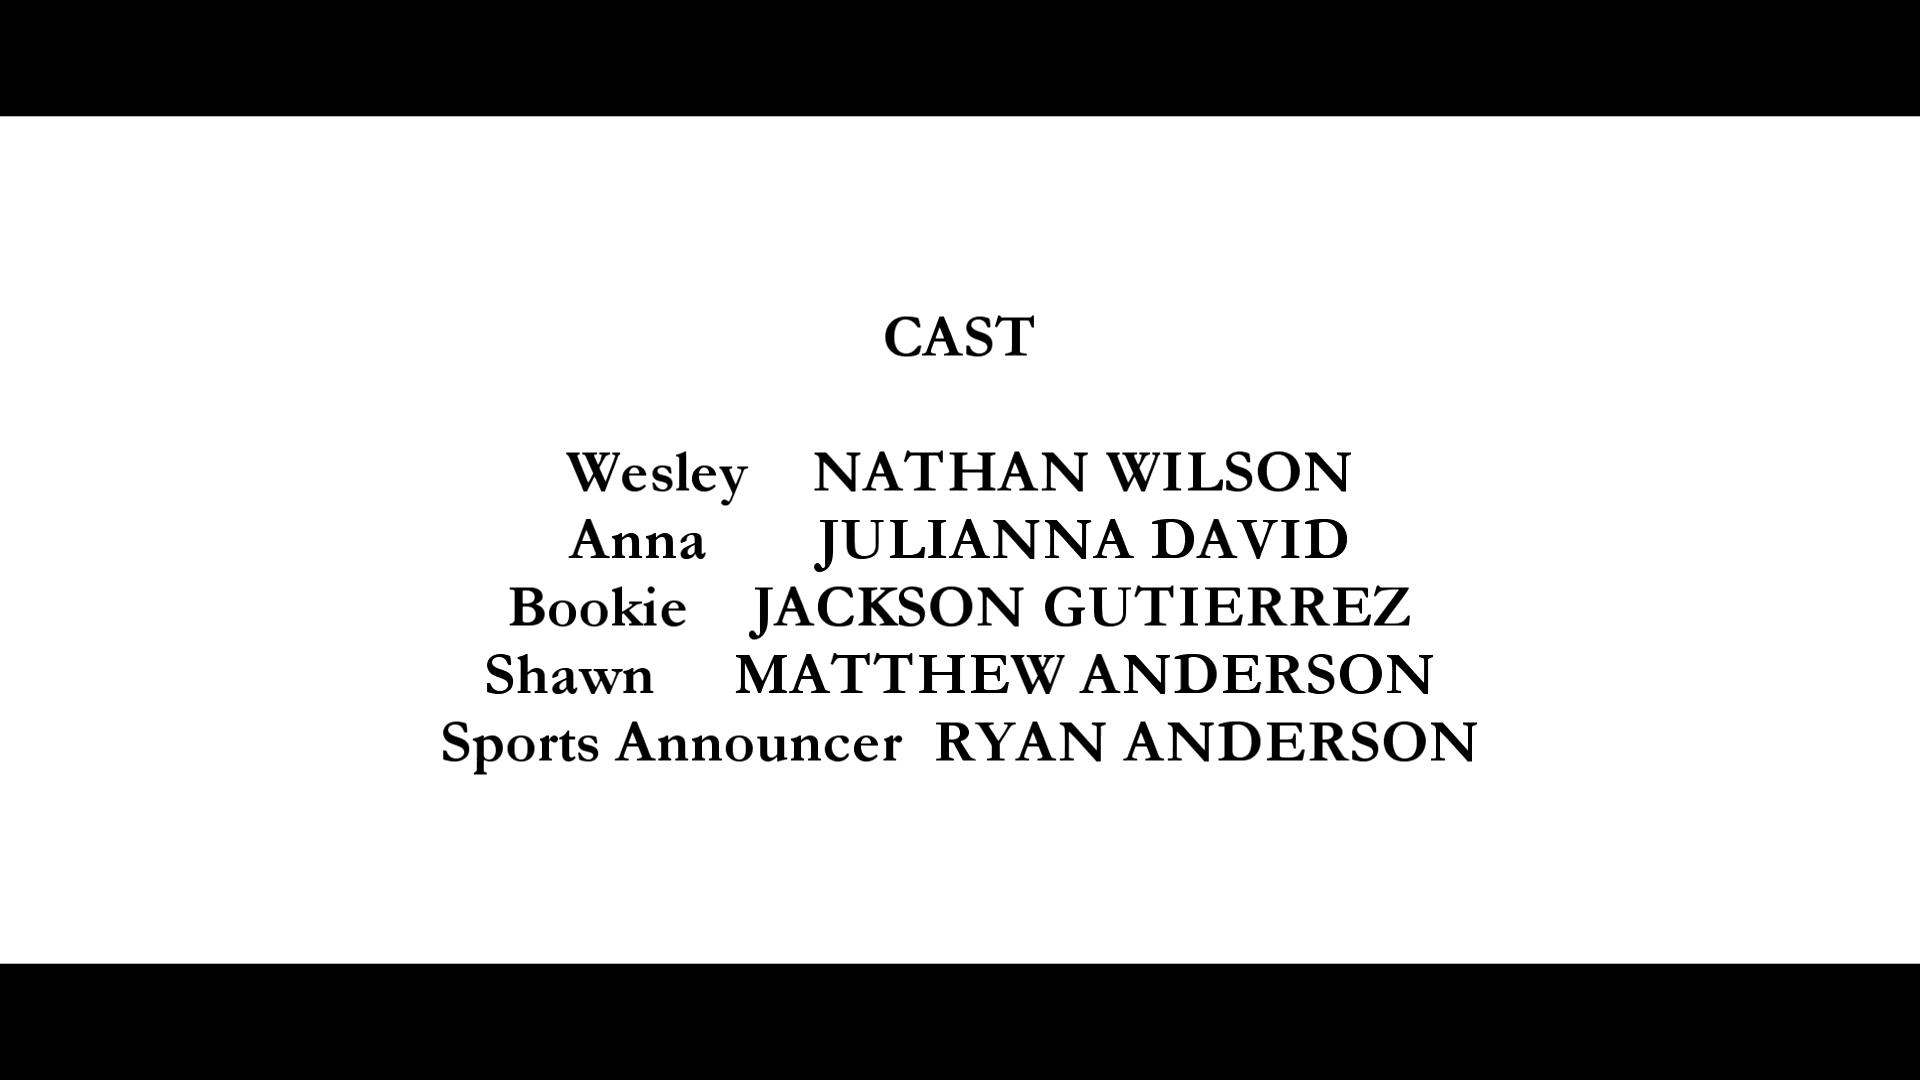 CAST
Wesley NATHAN WILSON
Anna JULIANNA DAVID
Bookie JACKSON GUTIERREZ
Shawn MATTHEW ANDERSON
Sports Announcer RYAN ANDERSON